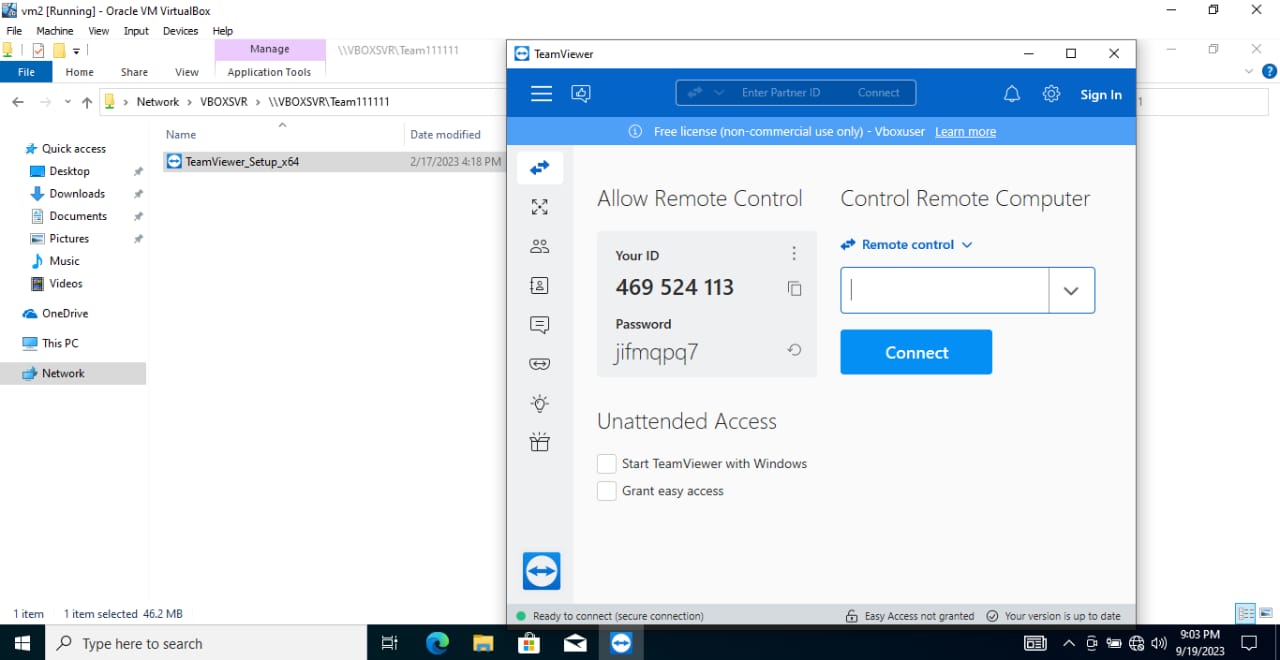 vm2 [Running] - Oracle VM VirtualBox
File Machine View Input Devices Help
Manage
\\VBOXSVR\Team111111
File Home Share View Application Tools
Network VBOXSVR \\VBOXSVR\Team111111
Name Date modified
TeamViewer_Setup_x64 2/17/2023 4:18 PM
Quick access
Desktop
Downloads
Documents
Pictures
Music
Videos
OneDrive
This PC
Network
1 item 1 item selected 46.2 MB
TeamViewer
Enter Partner ID Connect
Sign In
Free license (non-commercial use only) - Vboxuser Learn more
Allow Remote Control
Your ID
469 524 113
Password
jifmqpq7
Control Remote Computer
Remote control
Connect
Unattended Access
Start TeamViewer with Windows
Grant easy access
Ready to connect (secure connection) Easy Access not granted Your version is up to date
Type here to search
9:03 PM
9/19/2023